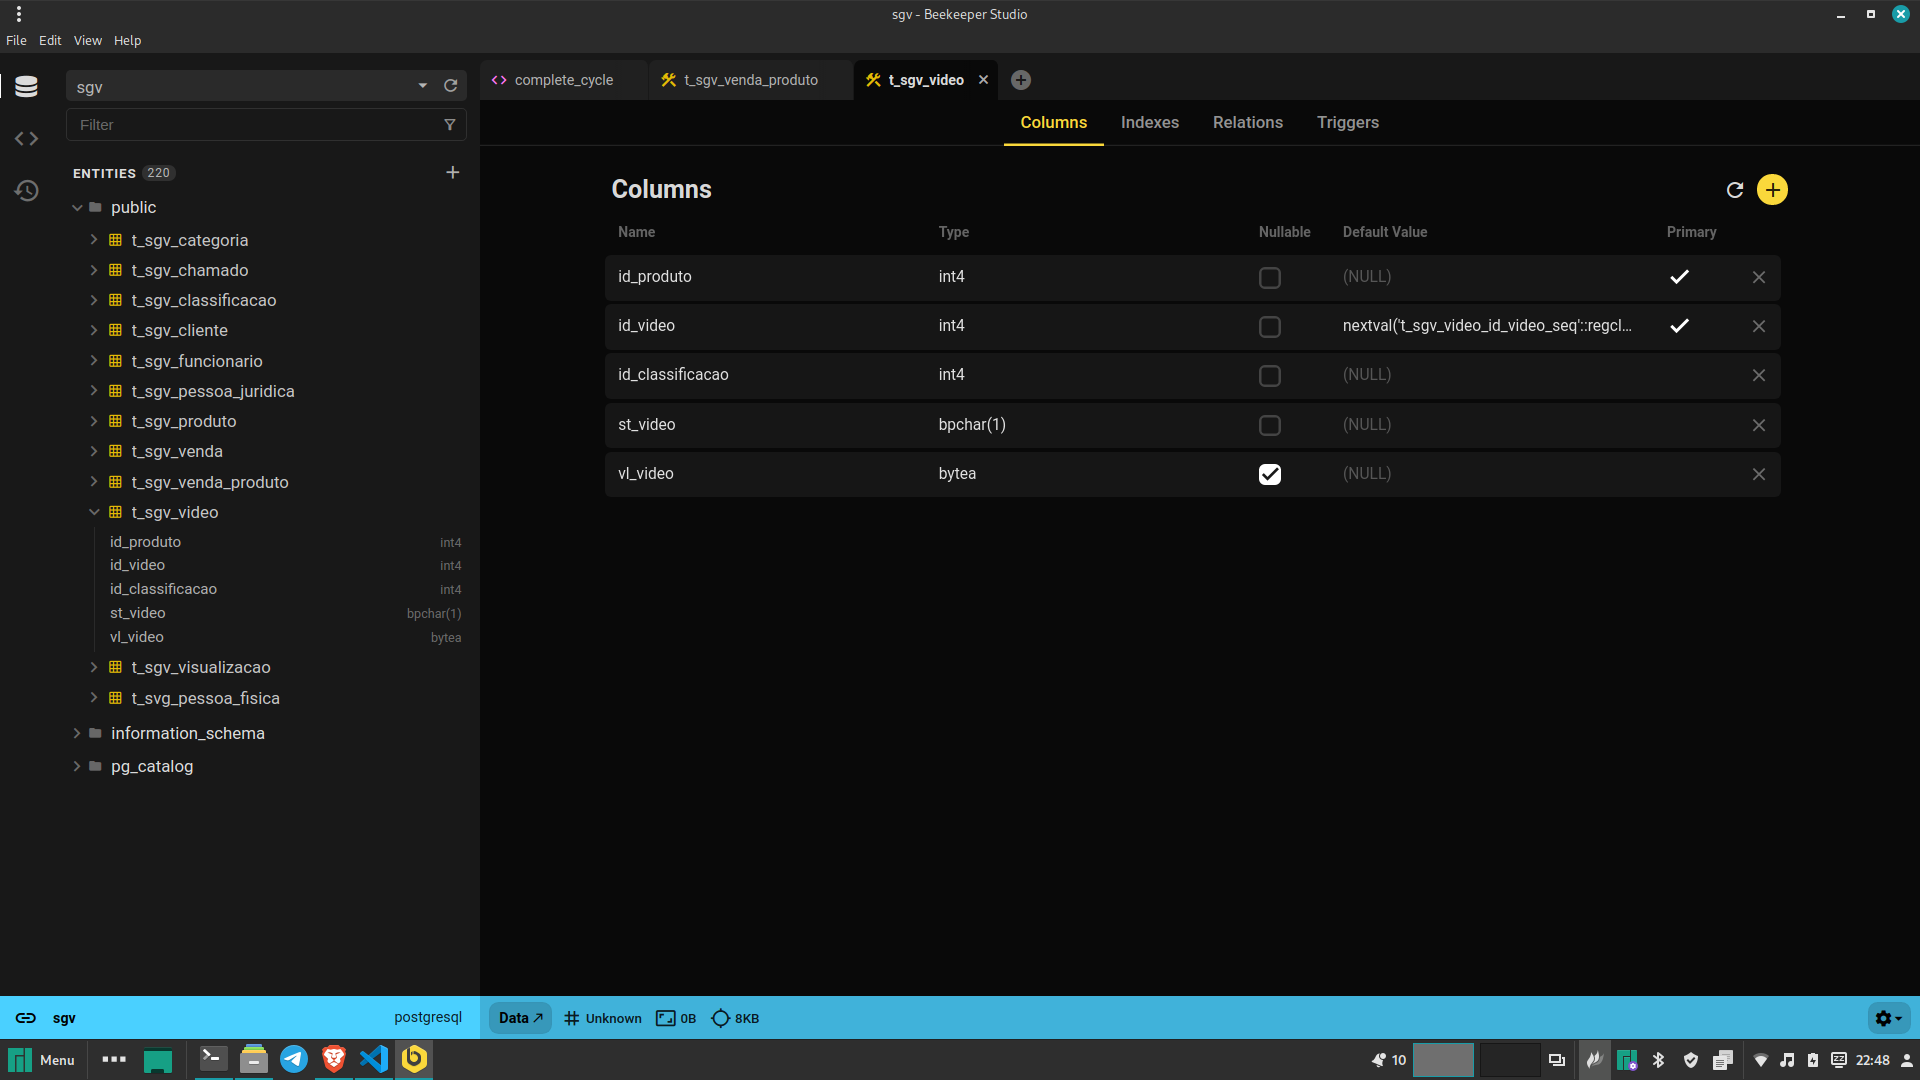 sgv - Beekeeper Studio
File Edit View Help
sgv
Filter
ENTITIES 220
public
t_sgv_categoria
t_sgv_chamado
t_sgv_classificacao
t_sgv_cliente
t_sgv_funcionario
t_sgv_pessoa_juridica
t_sgv_produto
t_sgv_venda
t_sgv_venda_produto
t_sgv_video
id_produto int4
id_video int4
id_classificacao int4
st_video bpchar(1)
vl_video bytea
t_sgv_visualizacao
t_svg_pessoa_fisica
information_schema
pg_catalog
complete_cycle t_sgv_venda_produto t_sgv_video
Columns Indexes Relations Triggers
Columns
Name Type Nullable Default Value Primary
id_produto int4 (NULL)
id_video int4 nextval('t_sgv_video_id_video_seq'::regcl...
id_classificacao int4 (NULL)
st_video bpchar(1) (NULL)
vl_video bytea (NULL)
sgv postgresql Data Unknown 0B 8KB
Menu 10 22:48